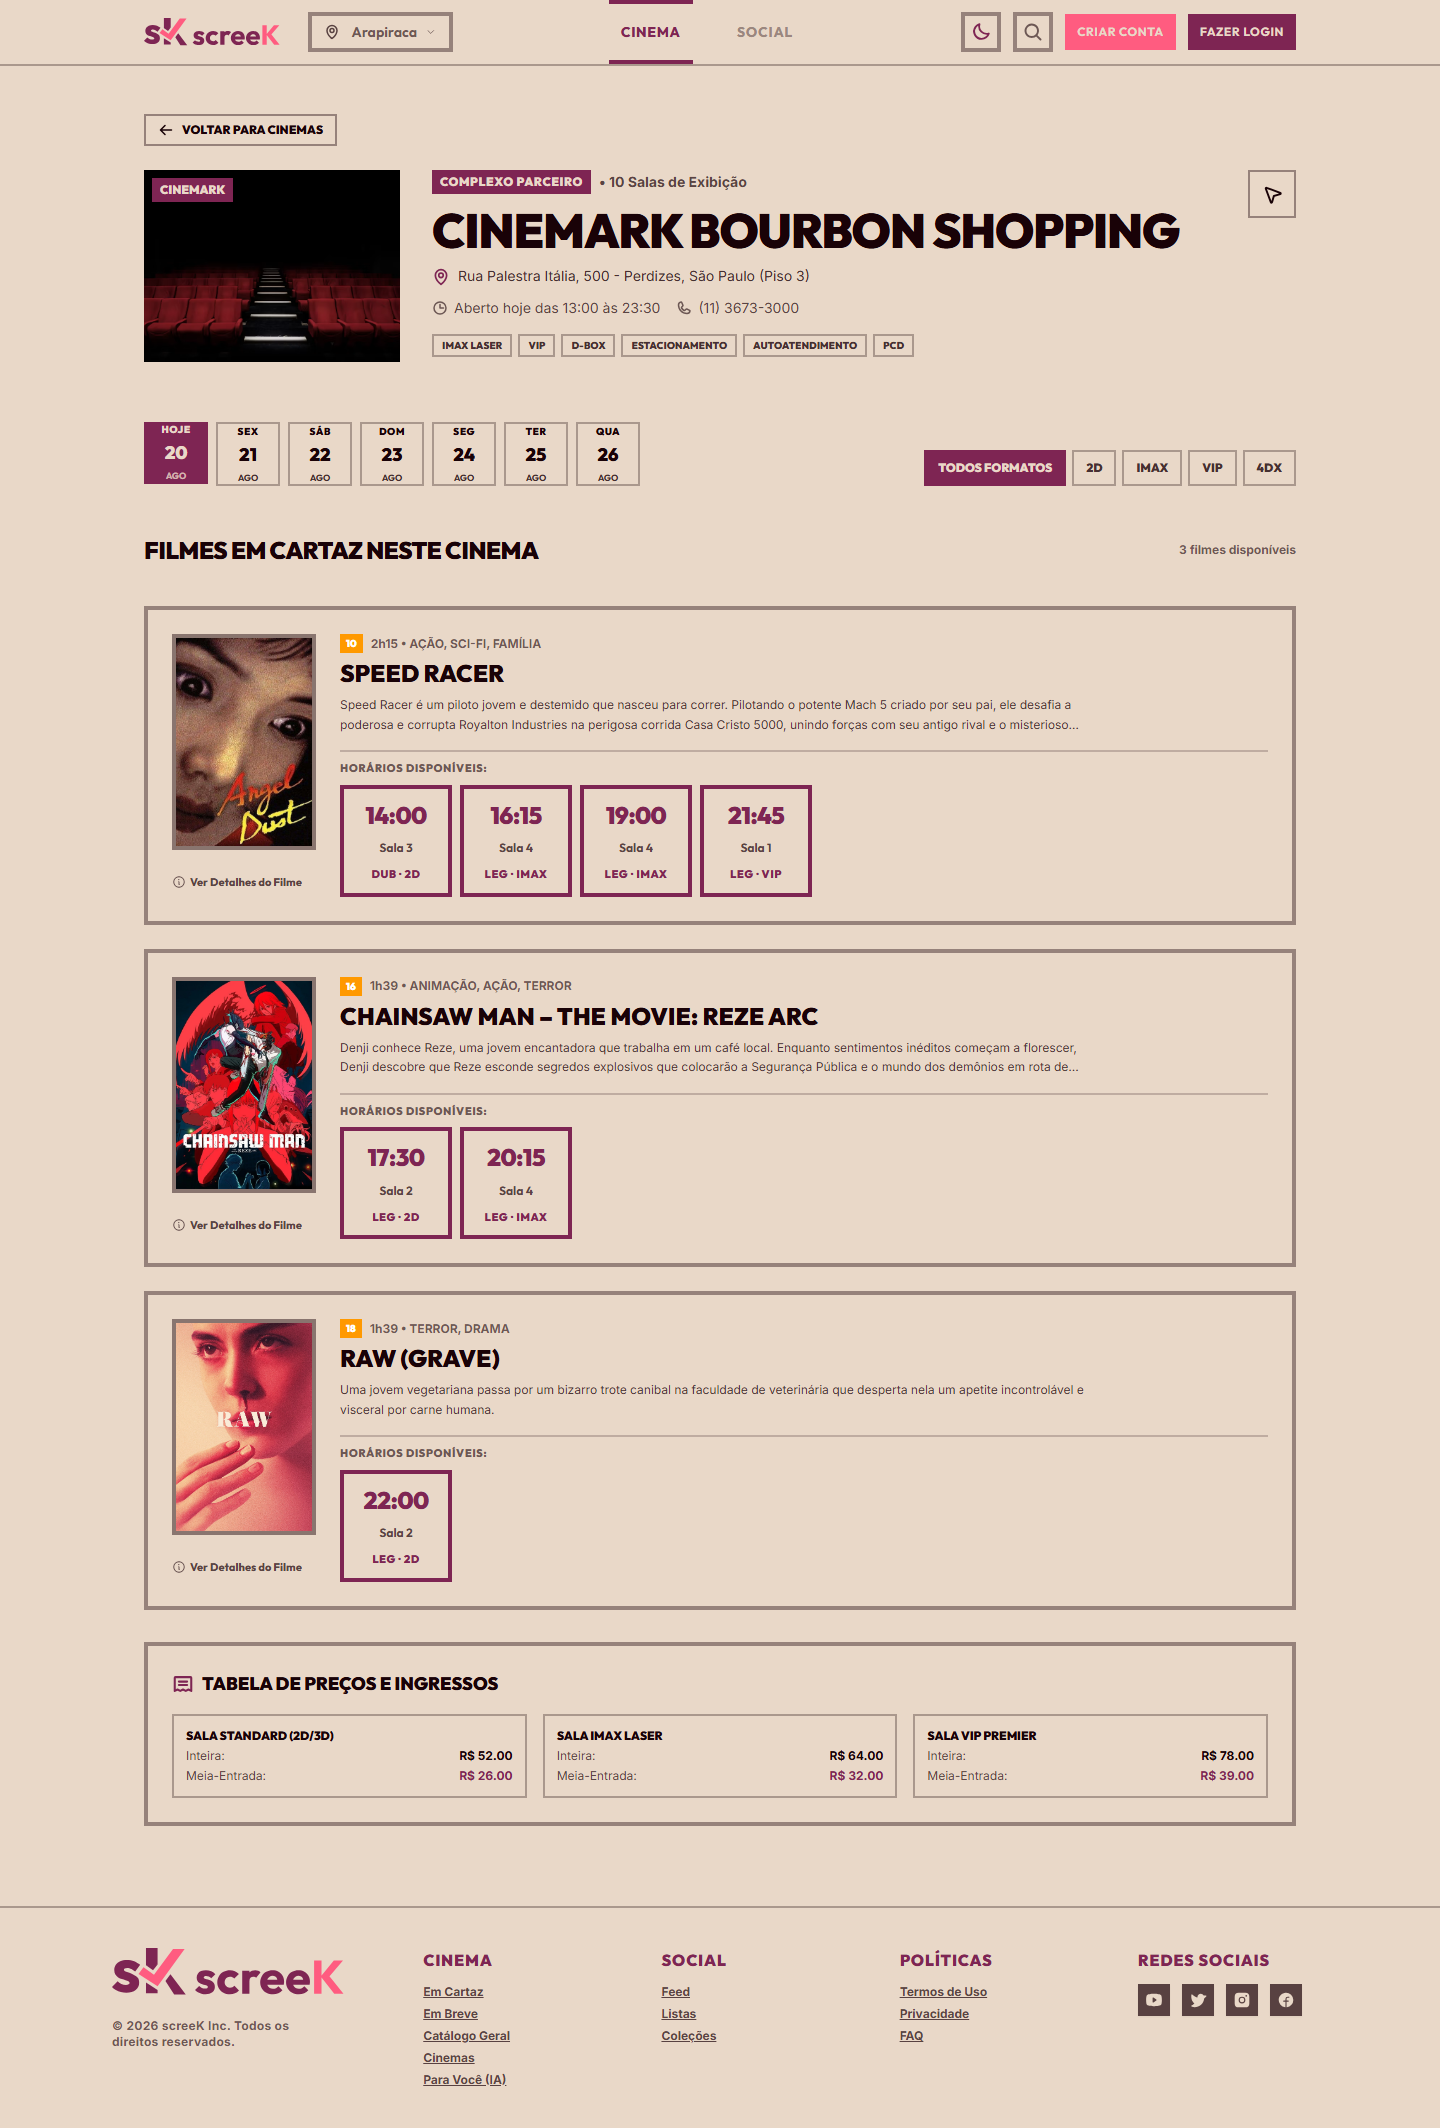 sK screeK
Arapiraca
CINEMA
SOCIAL
CRIAR CONTA
FAZER LOGIN
VOLTAR PARA CINEMAS
CINEMARK
COMPLEXO PARCEIRO • 10 Salas de Exibição
CINEMARK BOURBON SHOPPING
Rua Palestra Itália, 500 - Perdizes, São Paulo (Piso 3)
Aberto hoje das 13:00 às 23:30 (11) 3673-3000
IMAX LASER VIP D-BOX ESTACIONAMENTO AUTOATENDIMENTO PCD
HOJE 20 AGO
SEX 21 AGO
SÁB 22 AGO
DOM 23 AGO
SEG 24 AGO
TER 25 AGO
QUA 26 AGO
TODOS FORMATOS 2D IMAX VIP 4DX
FILMES EM CARTAZ NESTE CINEMA
3 filmes disponíveis
Angel
Dust
Ver Detalhes do Filme
10 2h15 • AÇÃO, SCI-FI, FAMÍLIA
SPEED RACER
Speed Racer é um piloto jovem e destemido que nasceu para correr. Pilotando o potente Mach 5 criado por seu pai, ele desafia a
poderosa e corrupta Royalton Industries na perigosa corrida Casa Cristo 5000, unindo forças com seu antigo rival e o misterioso...
HORÁRIOS DISPONÍVEIS:
14:00 Sala 3 DUB · 2D
16:15 Sala 4 LEG · IMAX
19:00 Sala 4 LEG · IMAX
21:45 Sala 1 LEG · VIP
CHAINSAW MAN
REZE
Ver Detalhes do Filme
16 1h39 • ANIMAÇÃO, AÇÃO, TERROR
CHAINSAW MAN – THE MOVIE: REZE ARC
Denji conhece Reze, uma jovem encantadora que trabalha em um café local. Enquanto sentimentos inéditos começam a florescer,
Denji descobre que Reze esconde segredos explosivos que colocarão a Segurança Pública e o mundo dos demônios em rota de...
HORÁRIOS DISPONÍVEIS:
17:30 Sala 2 LEG · 2D
20:15 Sala 4 LEG · IMAX
RAW
Ver Detalhes do Filme
18 1h39 • TERROR, DRAMA
RAW (GRAVE)
Uma jovem vegetariana passa por um bizarro trote canibal na faculdade de veterinária que desperta nela um apetite incontrolável e
visceral por carne humana.
HORÁRIOS DISPONÍVEIS:
22:00 Sala 2 LEG · 2D
TABELA DE PREÇOS E INGRESSOS
SALA STANDARD (2D/3D)
Inteira: R$ 52.00
Meia-Entrada: R$ 26.00
SALA IMAX LASER
Inteira: R$ 64.00
Meia-Entrada: R$ 32.00
SALA VIP PREMIER
Inteira: R$ 78.00
Meia-Entrada: R$ 39.00
sK screeK
© 2026 screeK Inc. Todos os
direitos reservados.
CINEMA
Em Cartaz
Em Breve
Catálogo Geral
Cinemas
Para Você (IA)
SOCIAL
Feed
Listas
Coleções
POLÍTICAS
Termos de Uso
Privacidade
FAQ
REDES SOCIAIS